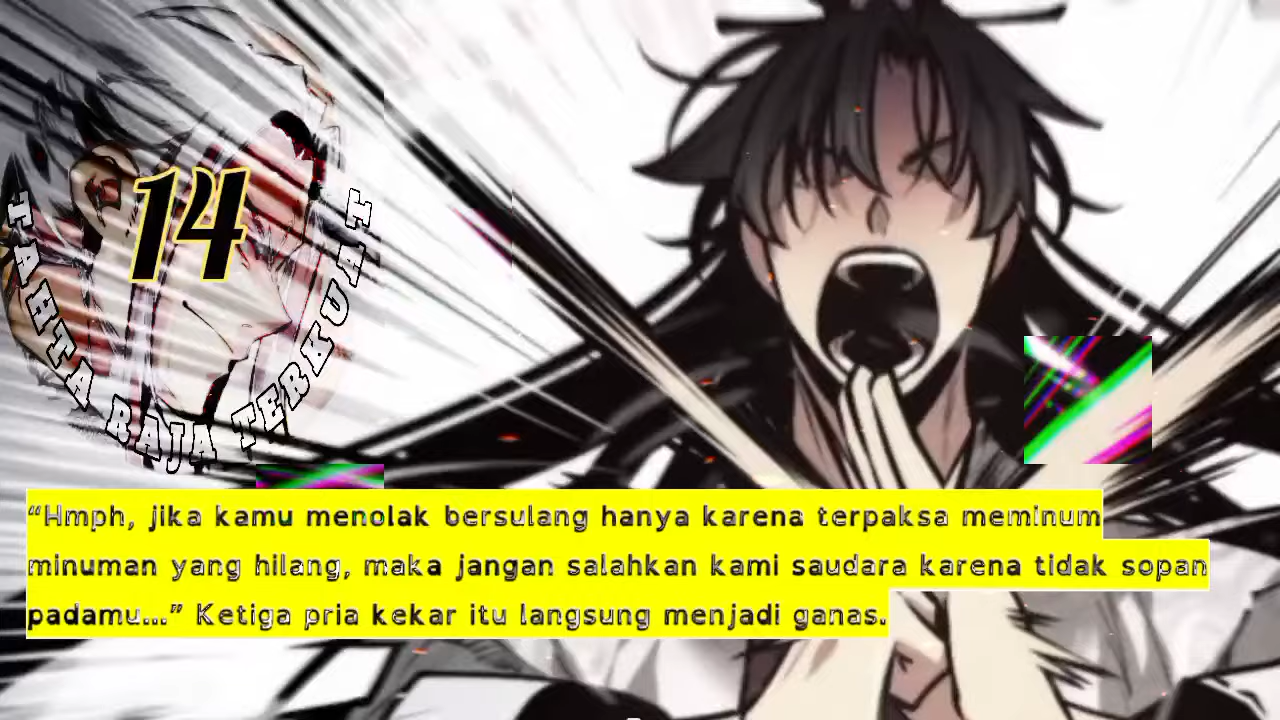 14
TAHTA RAJA TERKUAT
“Hmph, jika kamu menolak bersulang hanya karena terpaksa meminum
minuman yang hilang, maka jangan salahkan kami saudara karena tidak sopan
padamu...” Ketiga pria kekar itu langsung menjadi ganas.